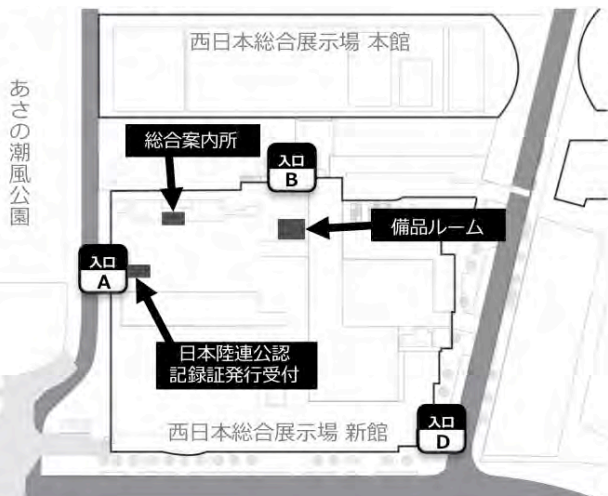 西日本総合展示場 本館
あさの潮風公園
総合案内所
入口
B
備品ルーム
入口
A
日本陸連公認
記録証発行受付
西日本総合展示場 新館
入口
D